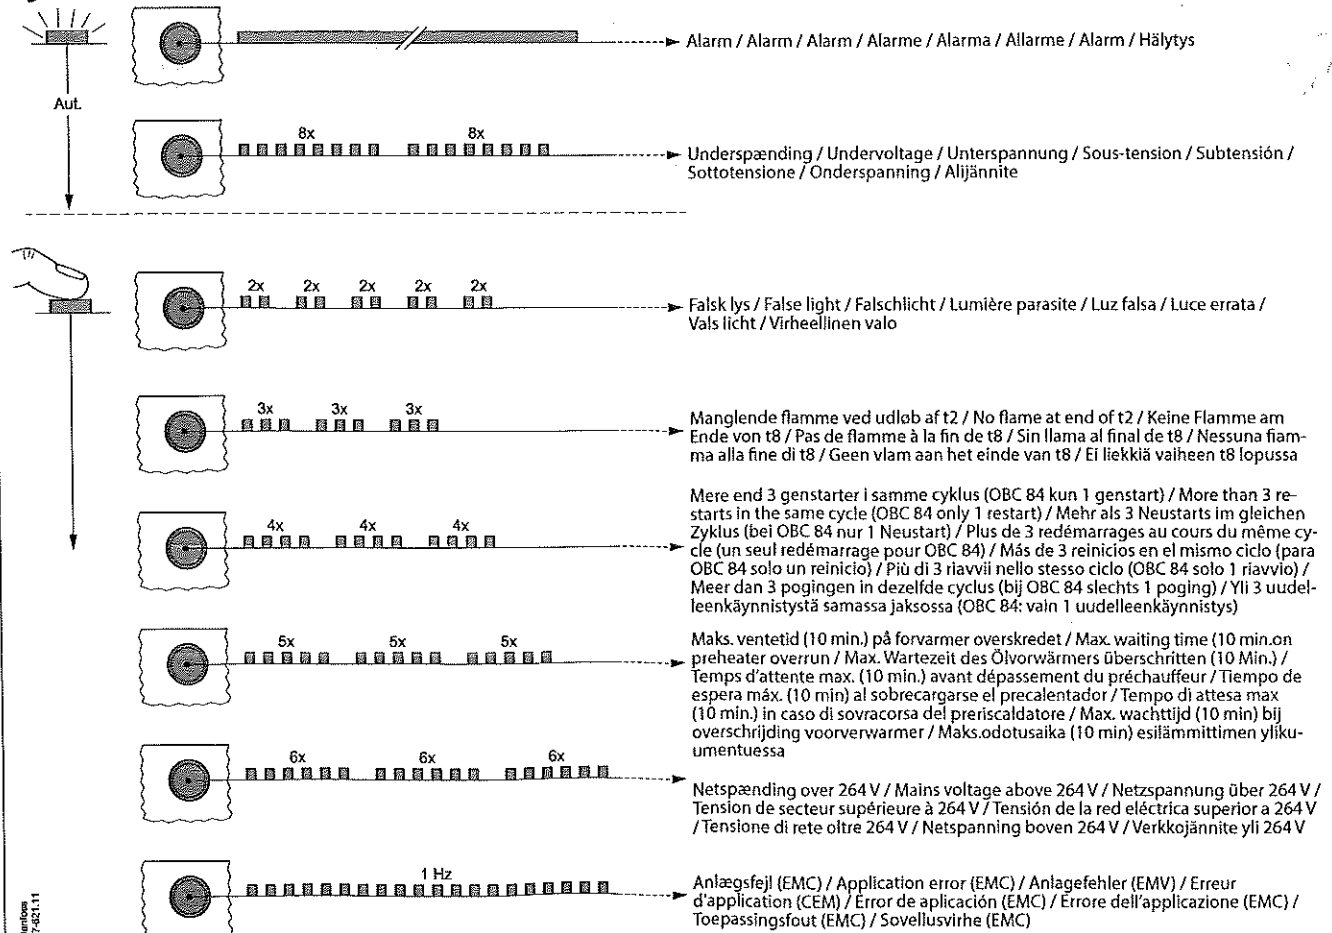 Alarm / Alarm / Alarm / Alarme / Alarma / Allarme / Alarm / Hälytys
Aut.
8x 8x
Underspænding / Undervoltage / Unterspannung / Sous-tension / Subtensión /
Sottotensione / Onderspanning / Alijännite
2x 2x 2x 2x 2x
Falsk lys / False light / Falschlicht / Lumière parasite / Luz falsa / Luce errata /
Vals licht / Virheellinen valo
3x 3x 3x
Manglende flamme ved udløb af t2 / No flame at end of t2 / Keine Flamme am
Ende von t8 / Pas de flamme à la fin de t8 / Sin llama al final de t8 / Nessuna fiam-
ma alla fine di t8 / Geen vlam aan het einde van t8 / Ei liekkiä vaiheen t8 lopussa
4x 4x 4x
Mere end 3 genstarter i samme cyklus (OBC 84 kun 1 genstart) / More than 3 re-
starts in the same cycle (OBC 84 only 1 restart) / Mehr als 3 Neustarts im gleichen
Zyklus (bei OBC 84 nur 1 Neustart) / Plus de 3 redémarrages au cours du même cy-
cle (un seul redémarrage pour OBC 84) / Más de 3 reinicios en el mismo ciclo (para
OBC 84 solo un reinicio) / Più di 3 riavvii nello stesso ciclo (OBC 84 solo 1 riavvio) /
Meer dan 3 pogingen in dezelfde cyclus (bij OBC 84 slechts 1 poging) / Yli 3 uudel-
leenkäynnistystä samassa jaksossa (OBC 84: vain 1 uudelleenkäynnistys)
5x 5x 5x
Maks. ventetid (10 min.) på forvarmer overskredet / Max. waiting time (10 min.on
preheater overrun / Max. Wartezeit des Ölvorwärmers überschritten (10 Min.) /
Temps d'attente max. (10 min.) avant dépassement du préchauffeur / Tiempo de
espera máx. (10 min) al sobrecargarse el precalentador / Tempo di attesa max
(10 min.) in caso di sovracorsa del preriscaldatore / Max. wachttijd (10 min) bij
overschrijding voorverwarmer / Maks.odotusaika (10 min) esilämmittimen yliku-
umentuessa
6x 6x 6x
Netspænding over 264 V / Mains voltage above 264 V / Netzspannung über 264 V /
Tension de secteur supérieure à 264 V / Tensión de la red eléctrica superior a 264 V
/ Tensione di rete oltre 264 V / Netspanning boven 264 V / Verkkojännite yli 264 V
1 Hz
Anlægsfejl (EMC) / Application error (EMC) / Anlagefehler (EMV) / Erreur
d'application (CEM) / Error de aplicación (EMC) / Errore dell'applicazione (EMC) /
Toepassingsfout (EMC) / Sovellusvirhe (EMC)